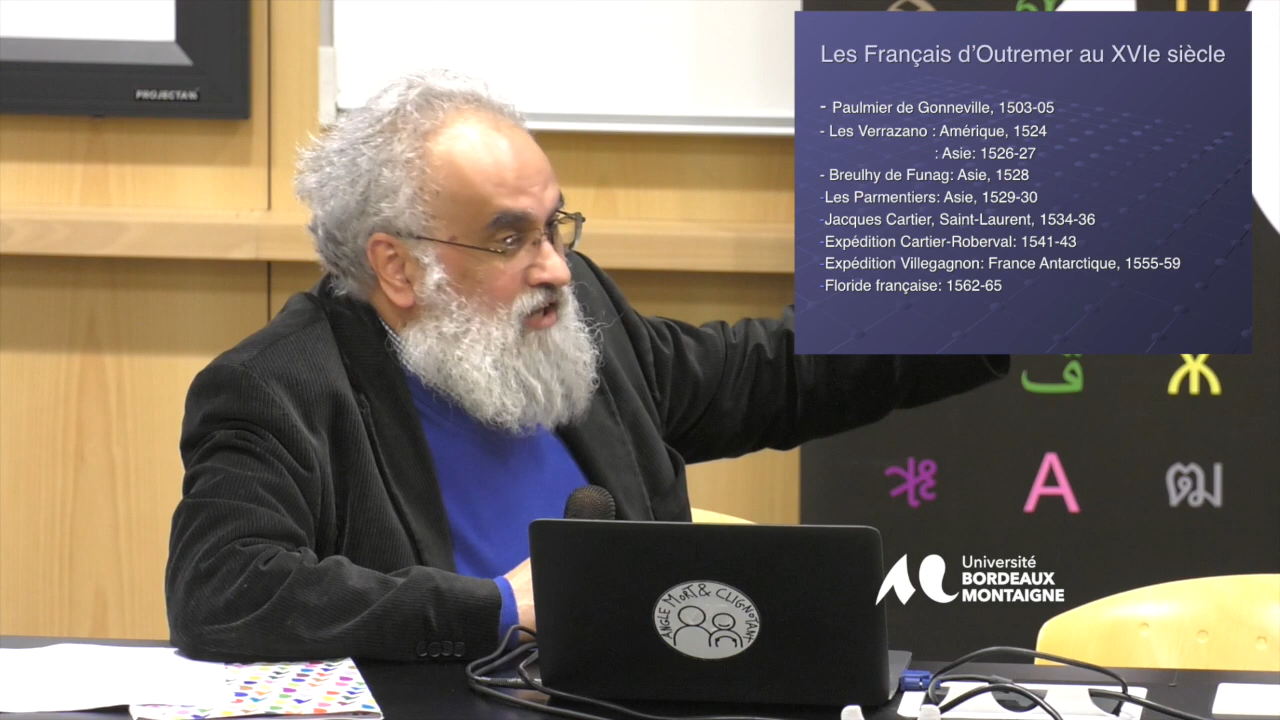 PROJECTA
Les Français d’Outremer au XVIe siècle
- Paulmier de Gonneville, 1503-05
- Les Verrazano : Amérique, 1524
: Asie: 1526-27
- Breulhy de Funag: Asie, 1528
-Les Parmentiers: Asie, 1529-30
-Jacques Cartier, Saint-Laurent, 1534-36
-Expédition Cartier-Roberval: 1541-43
-Expédition Villegagnon: France Antarctique, 1555-59
-Floride française: 1562-65
ڤ Ж
A ฒ
Université
BORDEAUX
MONTAIGNE
ANGLE MORT & CLIGNOTANT